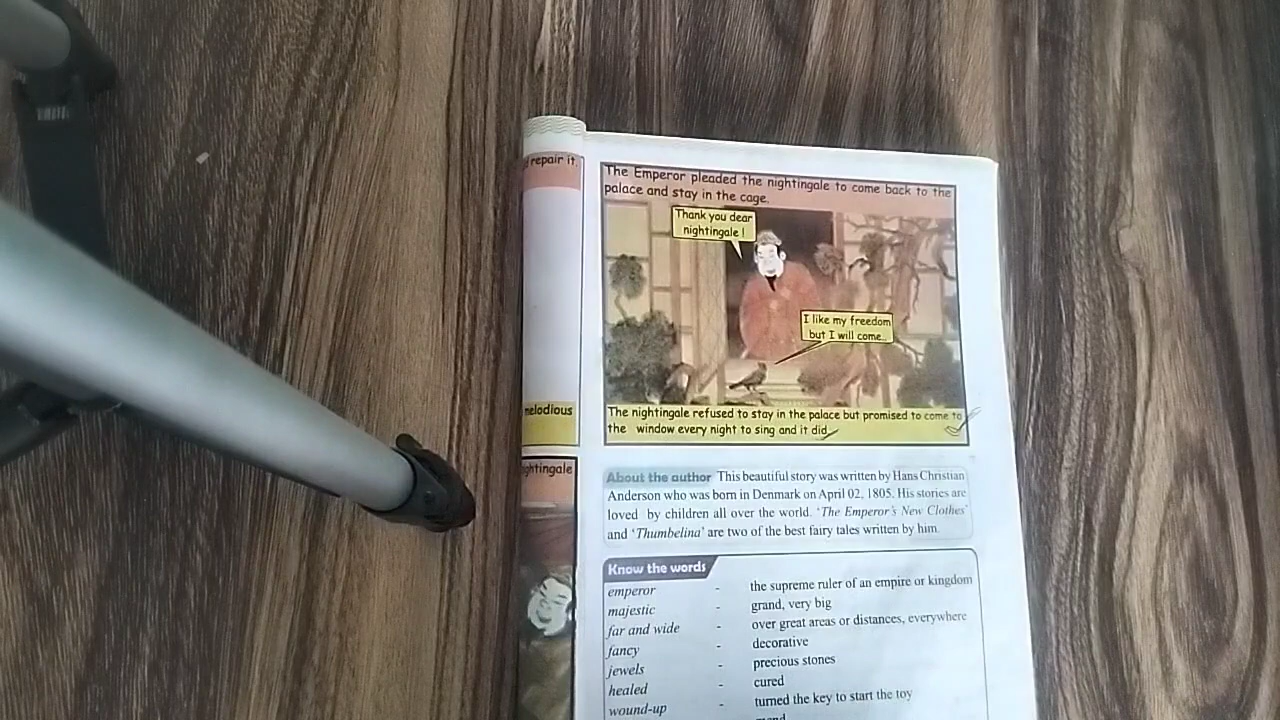 repair it.
melodious
nightingale
The Emperor pleaded the nightingale to come back to the
palace and stay in the cage.
Thank you dear
nightingale !
I like my freedom
but I will come..
The nightingale refused to stay in the palace but promised to come to
the window every night to sing and it did
About the author This beautiful story was written by Hans Christian
Anderson who was born in Denmark on April 02, 1805. His stories are
loved by children all over the world. ‘The Emperor's New Clothes’
and ‘Thumbelina’ are two of the best fairy tales written by him.
Know the words
emperor - the supreme ruler of an empire or kingdom
majestic - grand, very big
far and wide - over great areas or distances, everywhere
fancy - decorative
jewels - precious stones
healed - cured
wound-up - turned the key to start the toy